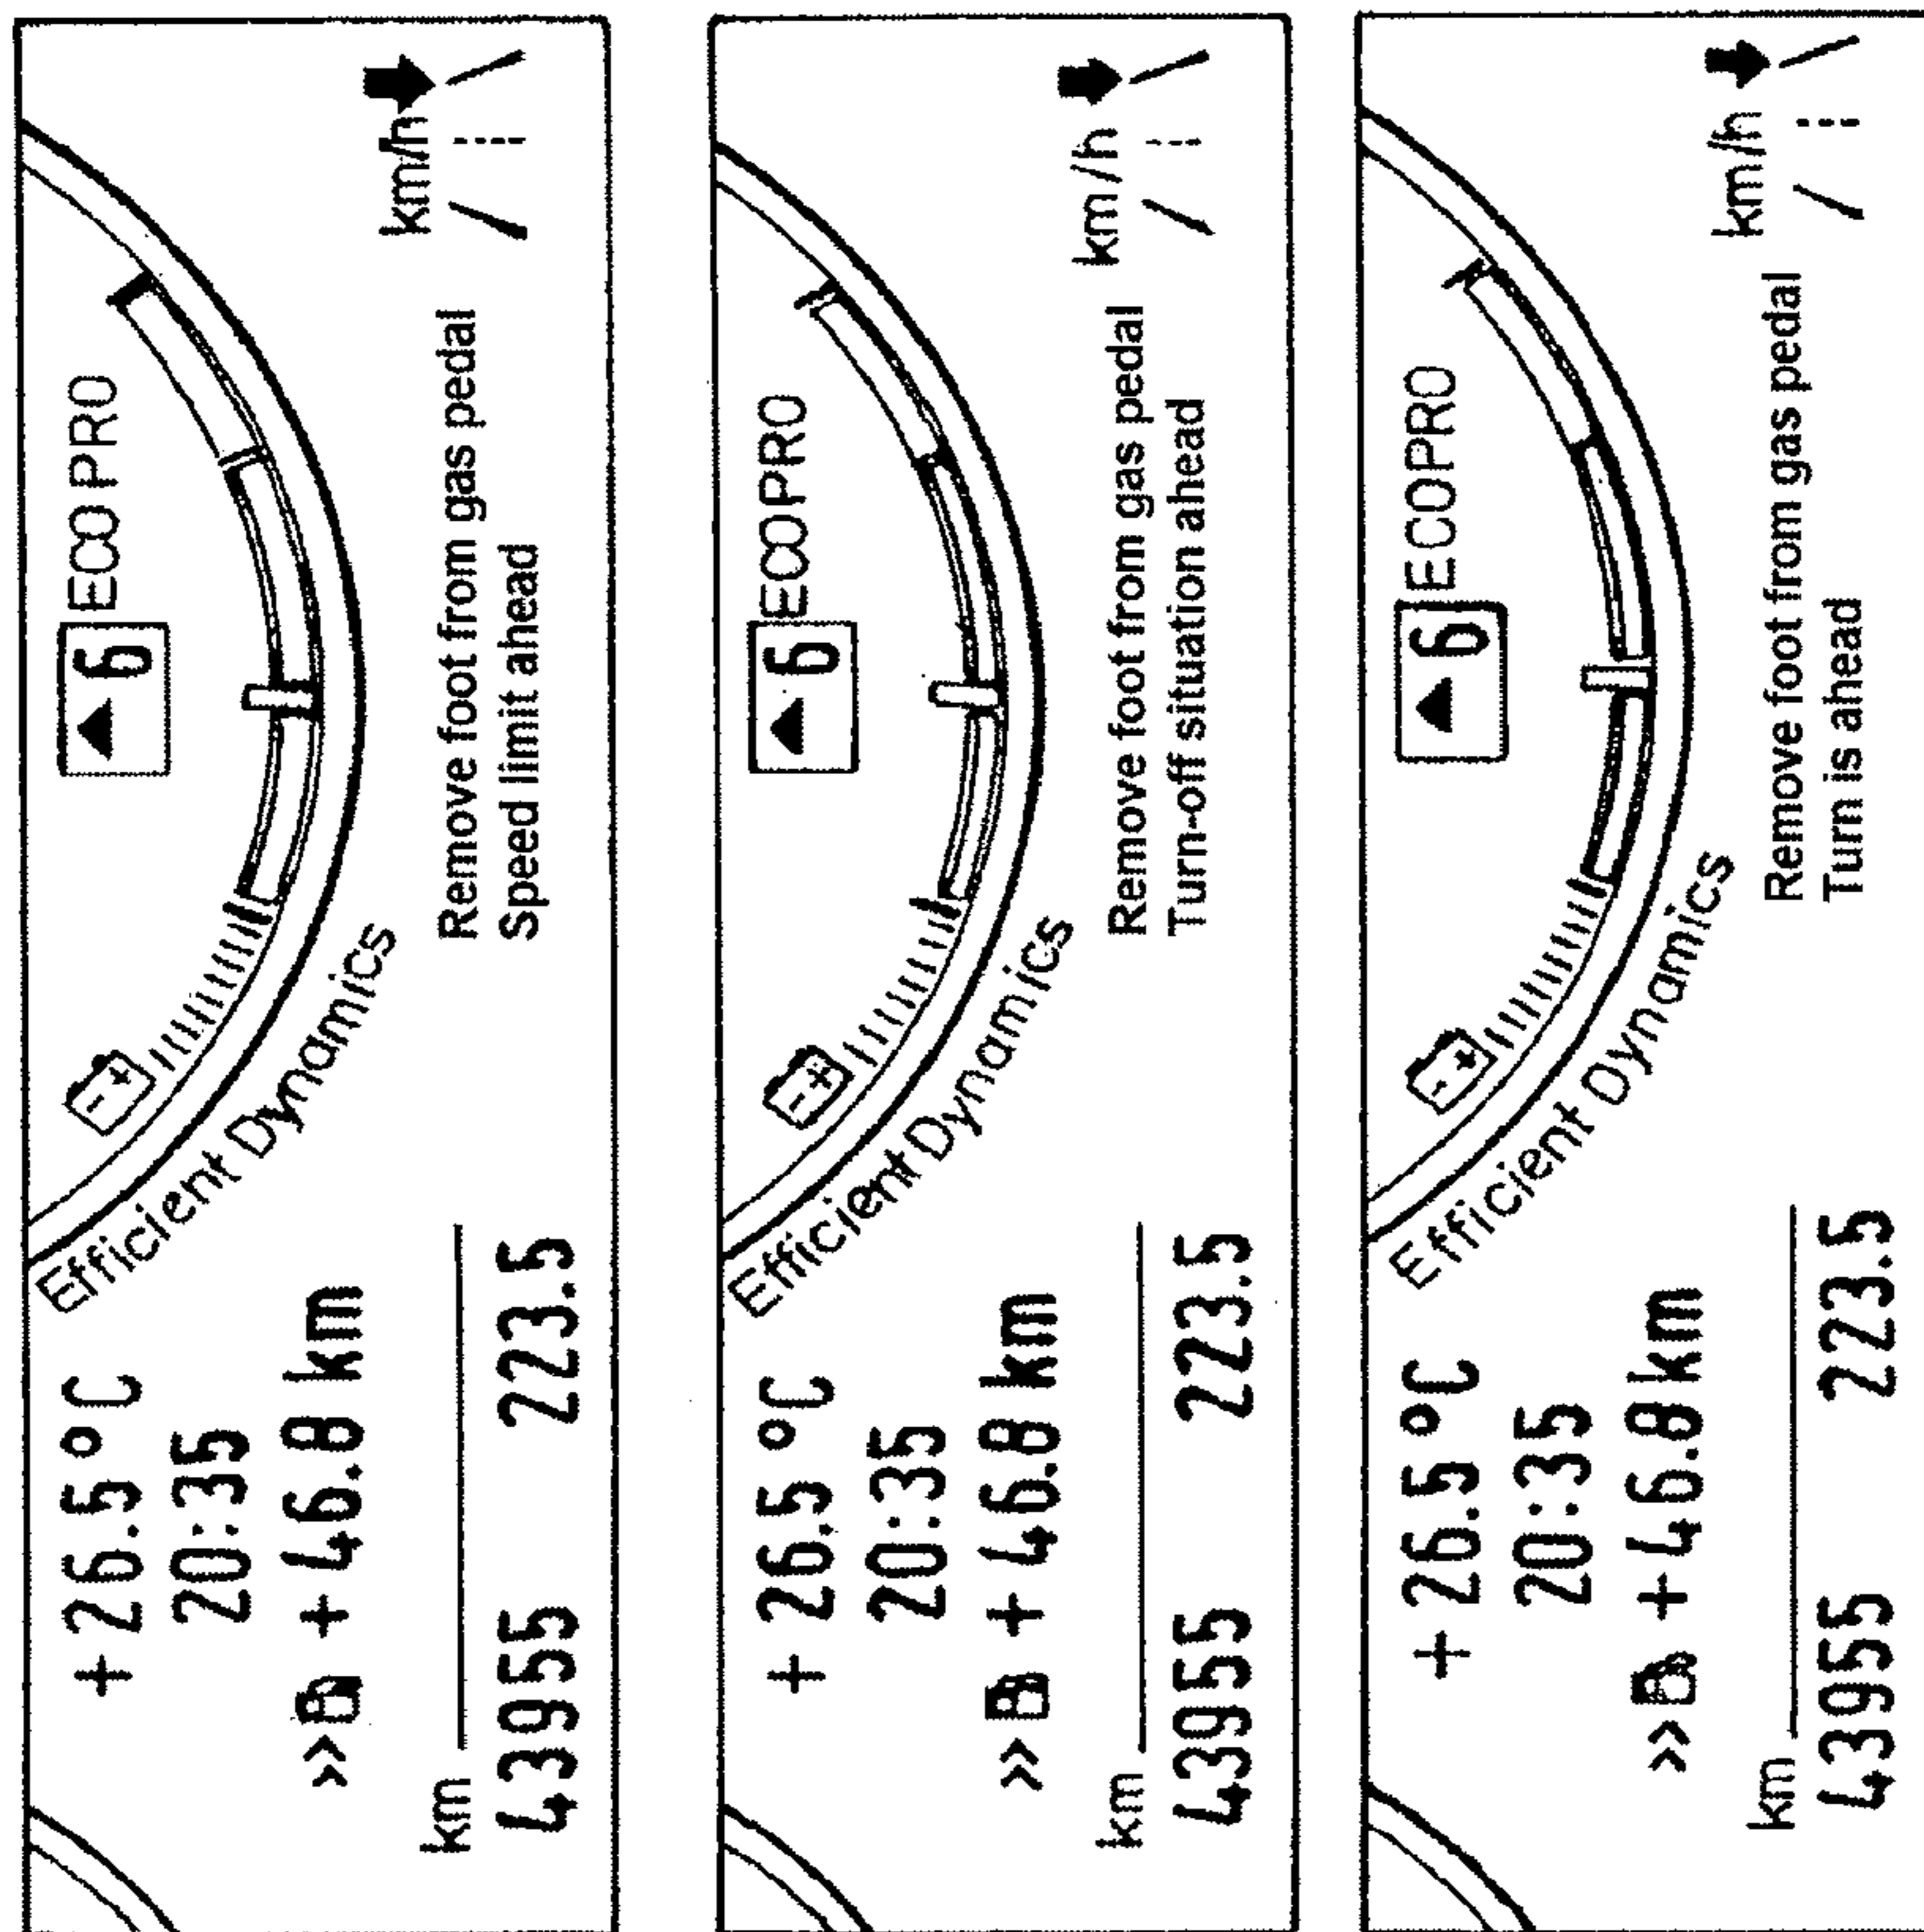 + 26.5 °C
20:35
>> + 46.8 km
km
43955 223.5
Efficient Dynamics
6 ECO PRO
Remove foot from gas pedal
Speed limit ahead
km/h
+ 26.5 °C
20:35
>> + 46.8 km
km
43955 223.5
Efficient Dynamics
6 ECOPRO
Remove foot from gas pedal
Turn-off situation ahead
km/h
+ 26.5 °C
20:35
>> + 46.8 km
km
43955 223.5
Efficient Dynamics
6 ECOPRO
Remove foot from gas pedal
Turn is ahead
km/h